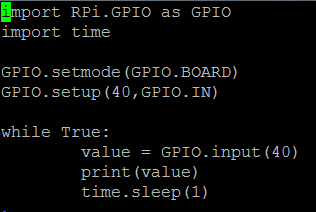 import RPi.GPIO as GPIO
import time

GPIO.setmode(GPIO.BOARD)
GPIO.setup(40,GPIO.IN)

while True:
        value = GPIO.input(40)
        print(value)
        time.sleep(1)